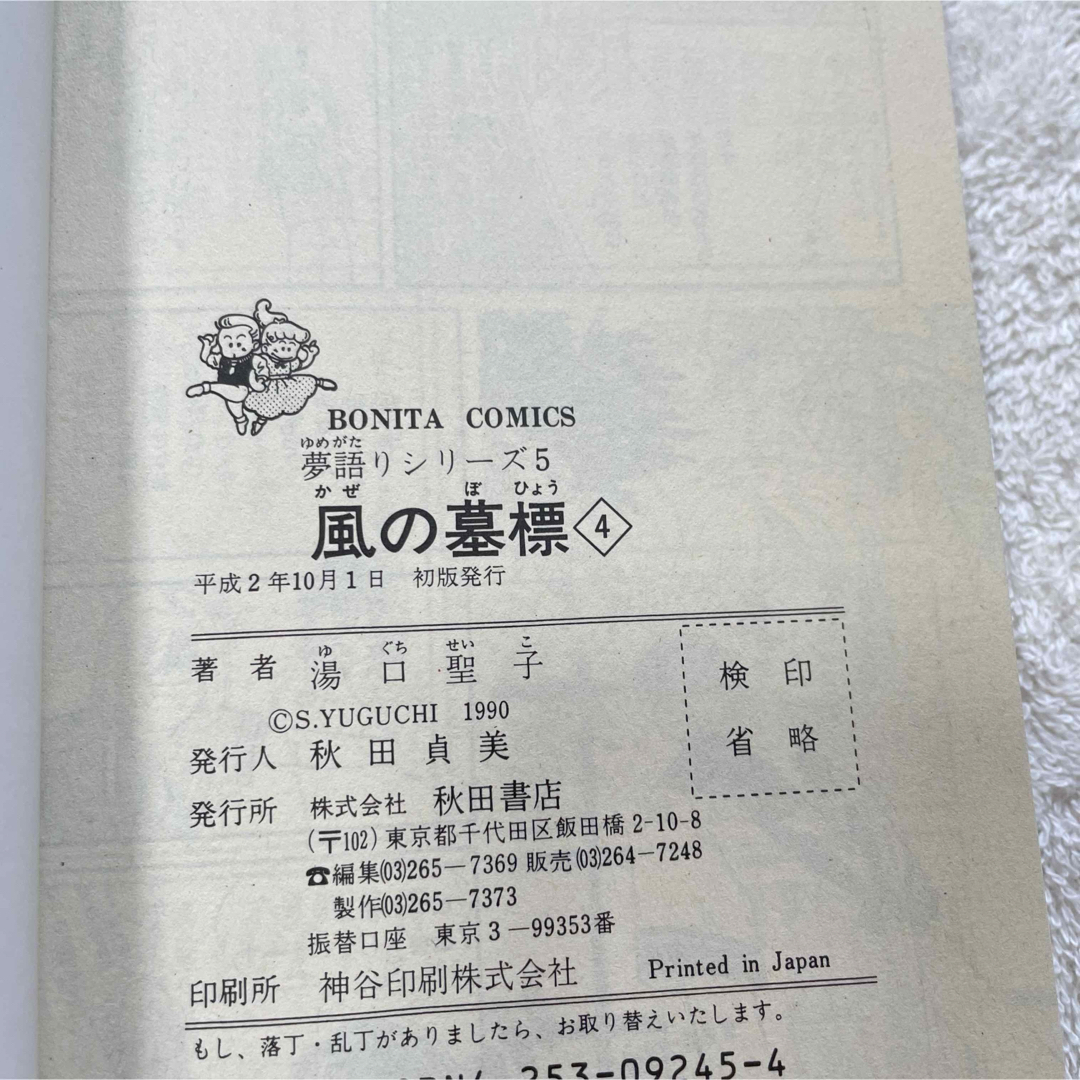 BONITA COMICS
ゆめがた
夢語りシリーズ5
かぜ ぼ ひょう
風の墓標4
平成2年10月1日 初版発行
ゆ ぐち せい こ
著者 湯口聖子
©S.YUGUCHI 1990
検印
省略
発行人 秋田貞美
発行所 株式会社 秋田書店
(〒102)東京都千代田区飯田橋2-10-8
☎編集(03)265―7369 販売(03)264―7248
製作(03)265―7373
振替口座 東京3―99353番
印刷所 神谷印刷株式会社 Printed in Japan
もし、落丁・乱丁がありましたら、お取り替えいたします。
253-09245-4